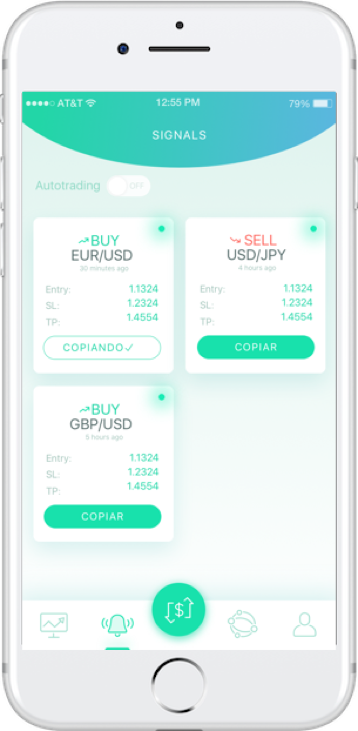 AT&T 12:55 PM 79%
SIGNALS
Autotrading OFF
BUY
EUR/USD
30 minutes ago
Entry: 1.1324
SL: 1.2324
TP: 1.4554
COPIANDO✓
SELL
USD/JPY
4 hours ago
Entry: 1.1324
SL: 1.2324
TP: 1.4554
COPIAR
BUY
GBP/USD
5 hours ago
Entry: 1.1324
SL: 1.2324
TP: 1.4554
COPIAR
$